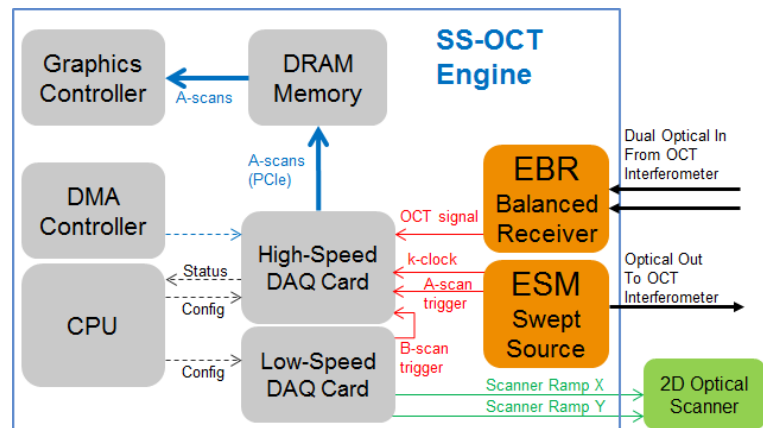 SS-OCT
Engine
Graphics
Controller
A-scans
DRAM
Memory
A-scans
(PCIe)
DMA
Controller
CPU
Status
Config
Config
High-Speed
DAQ Card
Low-Speed
DAQ Card
OCT signal
k-clock
A-scan
trigger
B-scan
trigger
EBR
Balanced
Receiver
ESM
Swept
Source
Dual Optical In
From OCT
Interferometer
Optical Out
To OCT
Interferometer
Scanner Ramp X
Scanner Ramp Y
2D Optical
Scanner